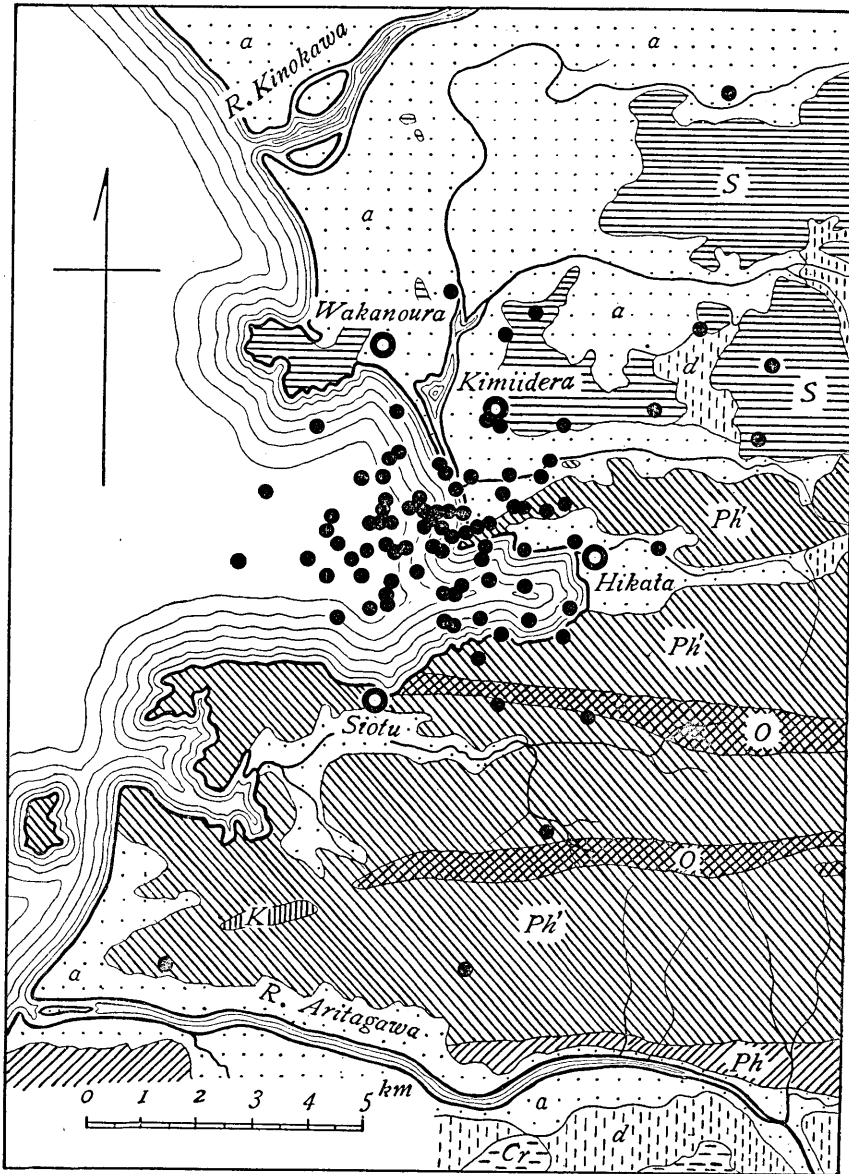 a
a
R. Kinokawa
S
a
Wakanoura
a
d
Kimiidera
S
Ph'
Hikata
Ph'
Siotu
O
O
K
Ph'
a
R. Aritagawa
Ph
0 1 2 3 4 5 km
a
d
Cr